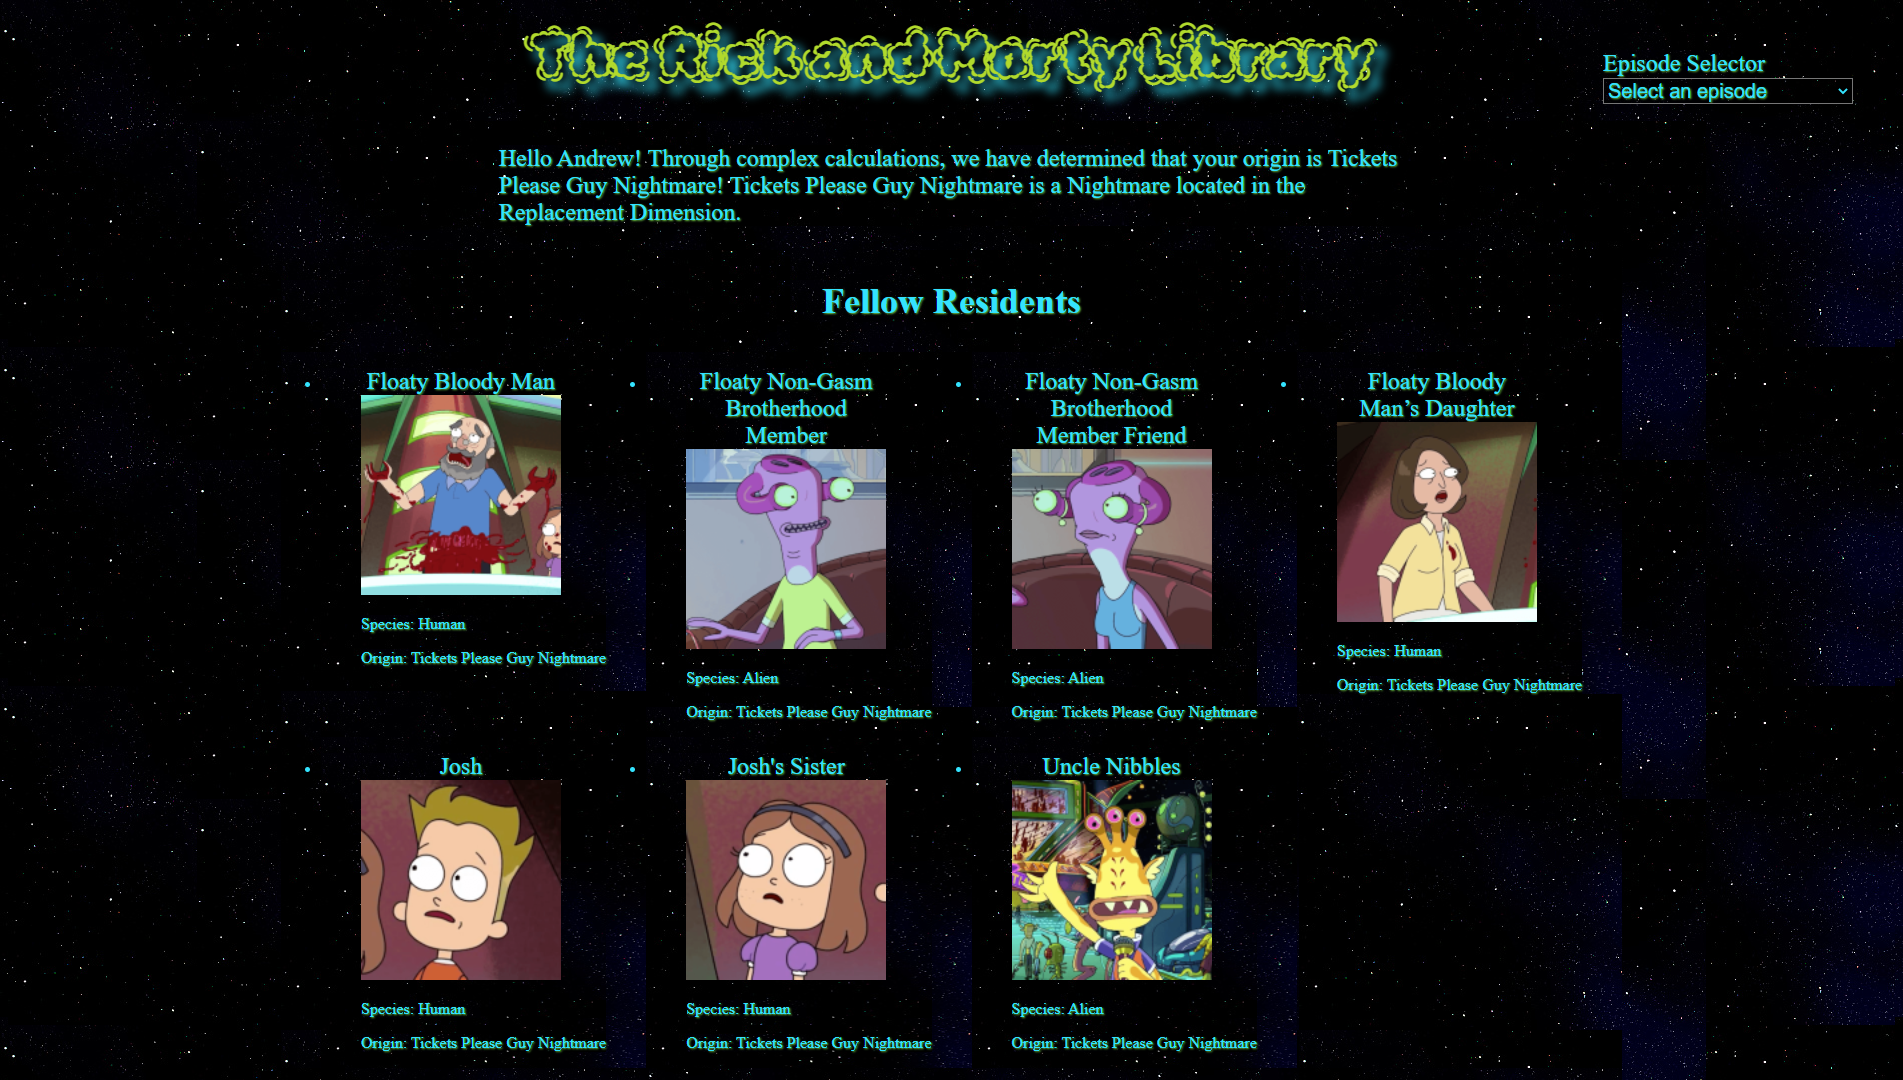 The Rick and Morty Library
Episode Selector
Select an episode
Hello Andrew! Through complex calculations, we have determined that your origin is Tickets
Please Guy Nightmare! Tickets Please Guy Nightmare is a Nightmare located in the
Replacement Dimension.
Fellow Residents
Floaty Bloody Man
Species: Human
Origin: Tickets Please Guy Nightmare
Floaty Non-Gasm
Brotherhood
Member
Species: Alien
Origin: Tickets Please Guy Nightmare
Floaty Non-Gasm
Brotherhood
Member Friend
Species: Alien
Origin: Tickets Please Guy Nightmare
Floaty Bloody
Man’s Daughter
Species: Human
Origin: Tickets Please Guy Nightmare
Josh
Species: Human
Origin: Tickets Please Guy Nightmare
Josh's Sister
Species: Human
Origin: Tickets Please Guy Nightmare
Uncle Nibbles
Species: Alien
Origin: Tickets Please Guy Nightmare